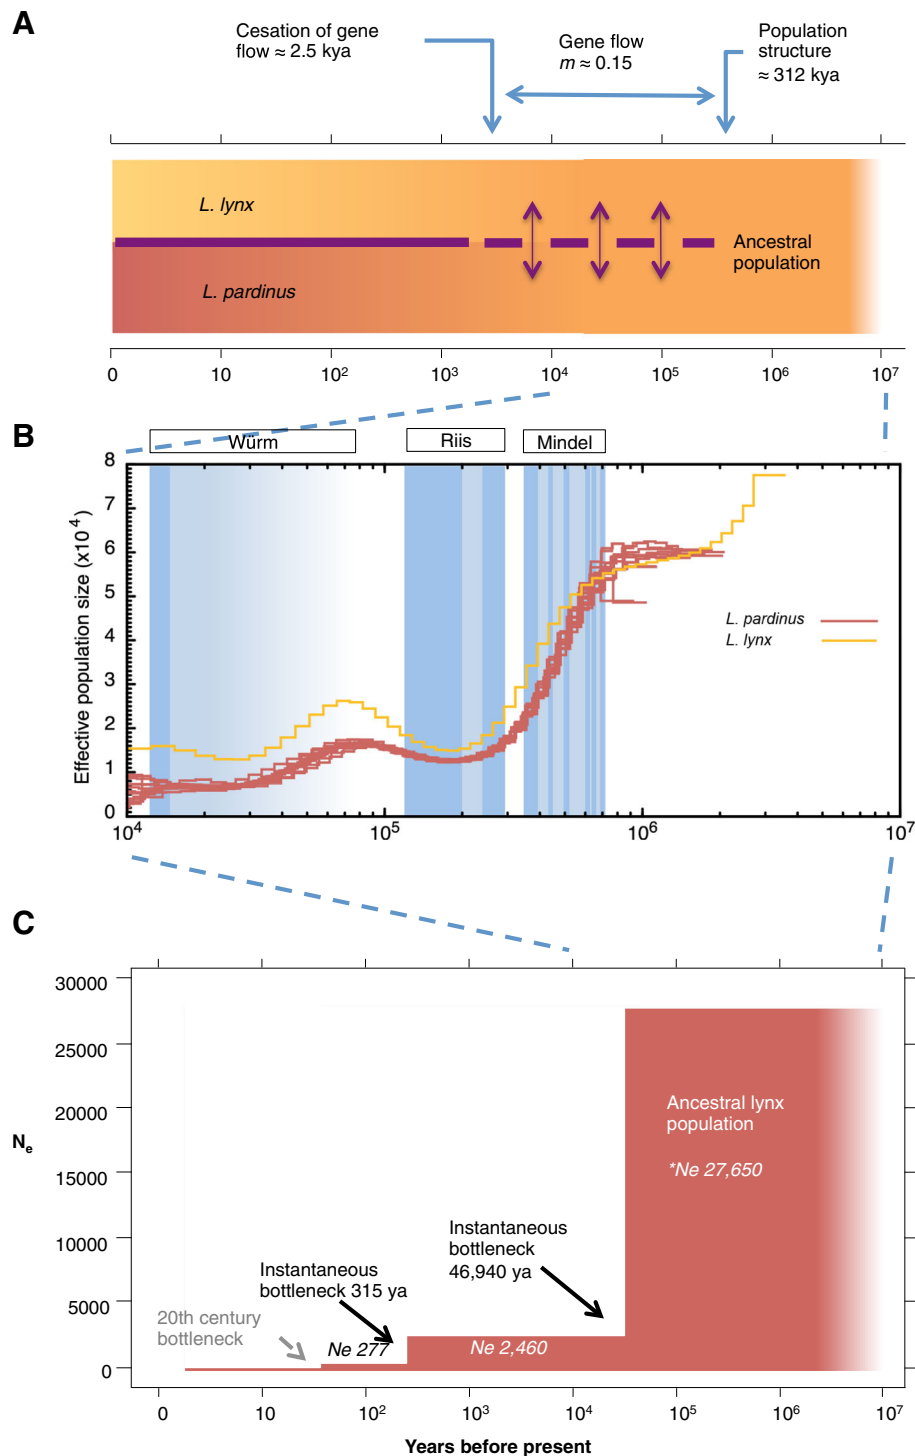 A
Cesation of gene
flow ≈ 2.5 kya
Gene flow
m ≈ 0.15
Population
structure
≈ 312 kya
L. lynx
L. pardinus
Ancestral
population
0 10 10² 10³ 10⁴ 10⁵ 10⁶ 10⁷
B
Würm Riis Mindel
Effective population size (x10⁴)
8
7
6
5
4
3
2
1
0
L. pardinus
L. lynx
10⁴ 10⁵ 10⁶ 10⁷
C
30000
25000
20000
15000
10000
5000
0
Nₑ
Ancestral lynx
population
*Ne 27,650
Instantaneous
bottleneck
46,940 ya
Instantaneous
bottleneck 315 ya
20th century
bottleneck
Ne 277
Ne 2,460
0 10 10² 10³ 10⁴ 10⁵ 10⁶ 10⁷
Years before present